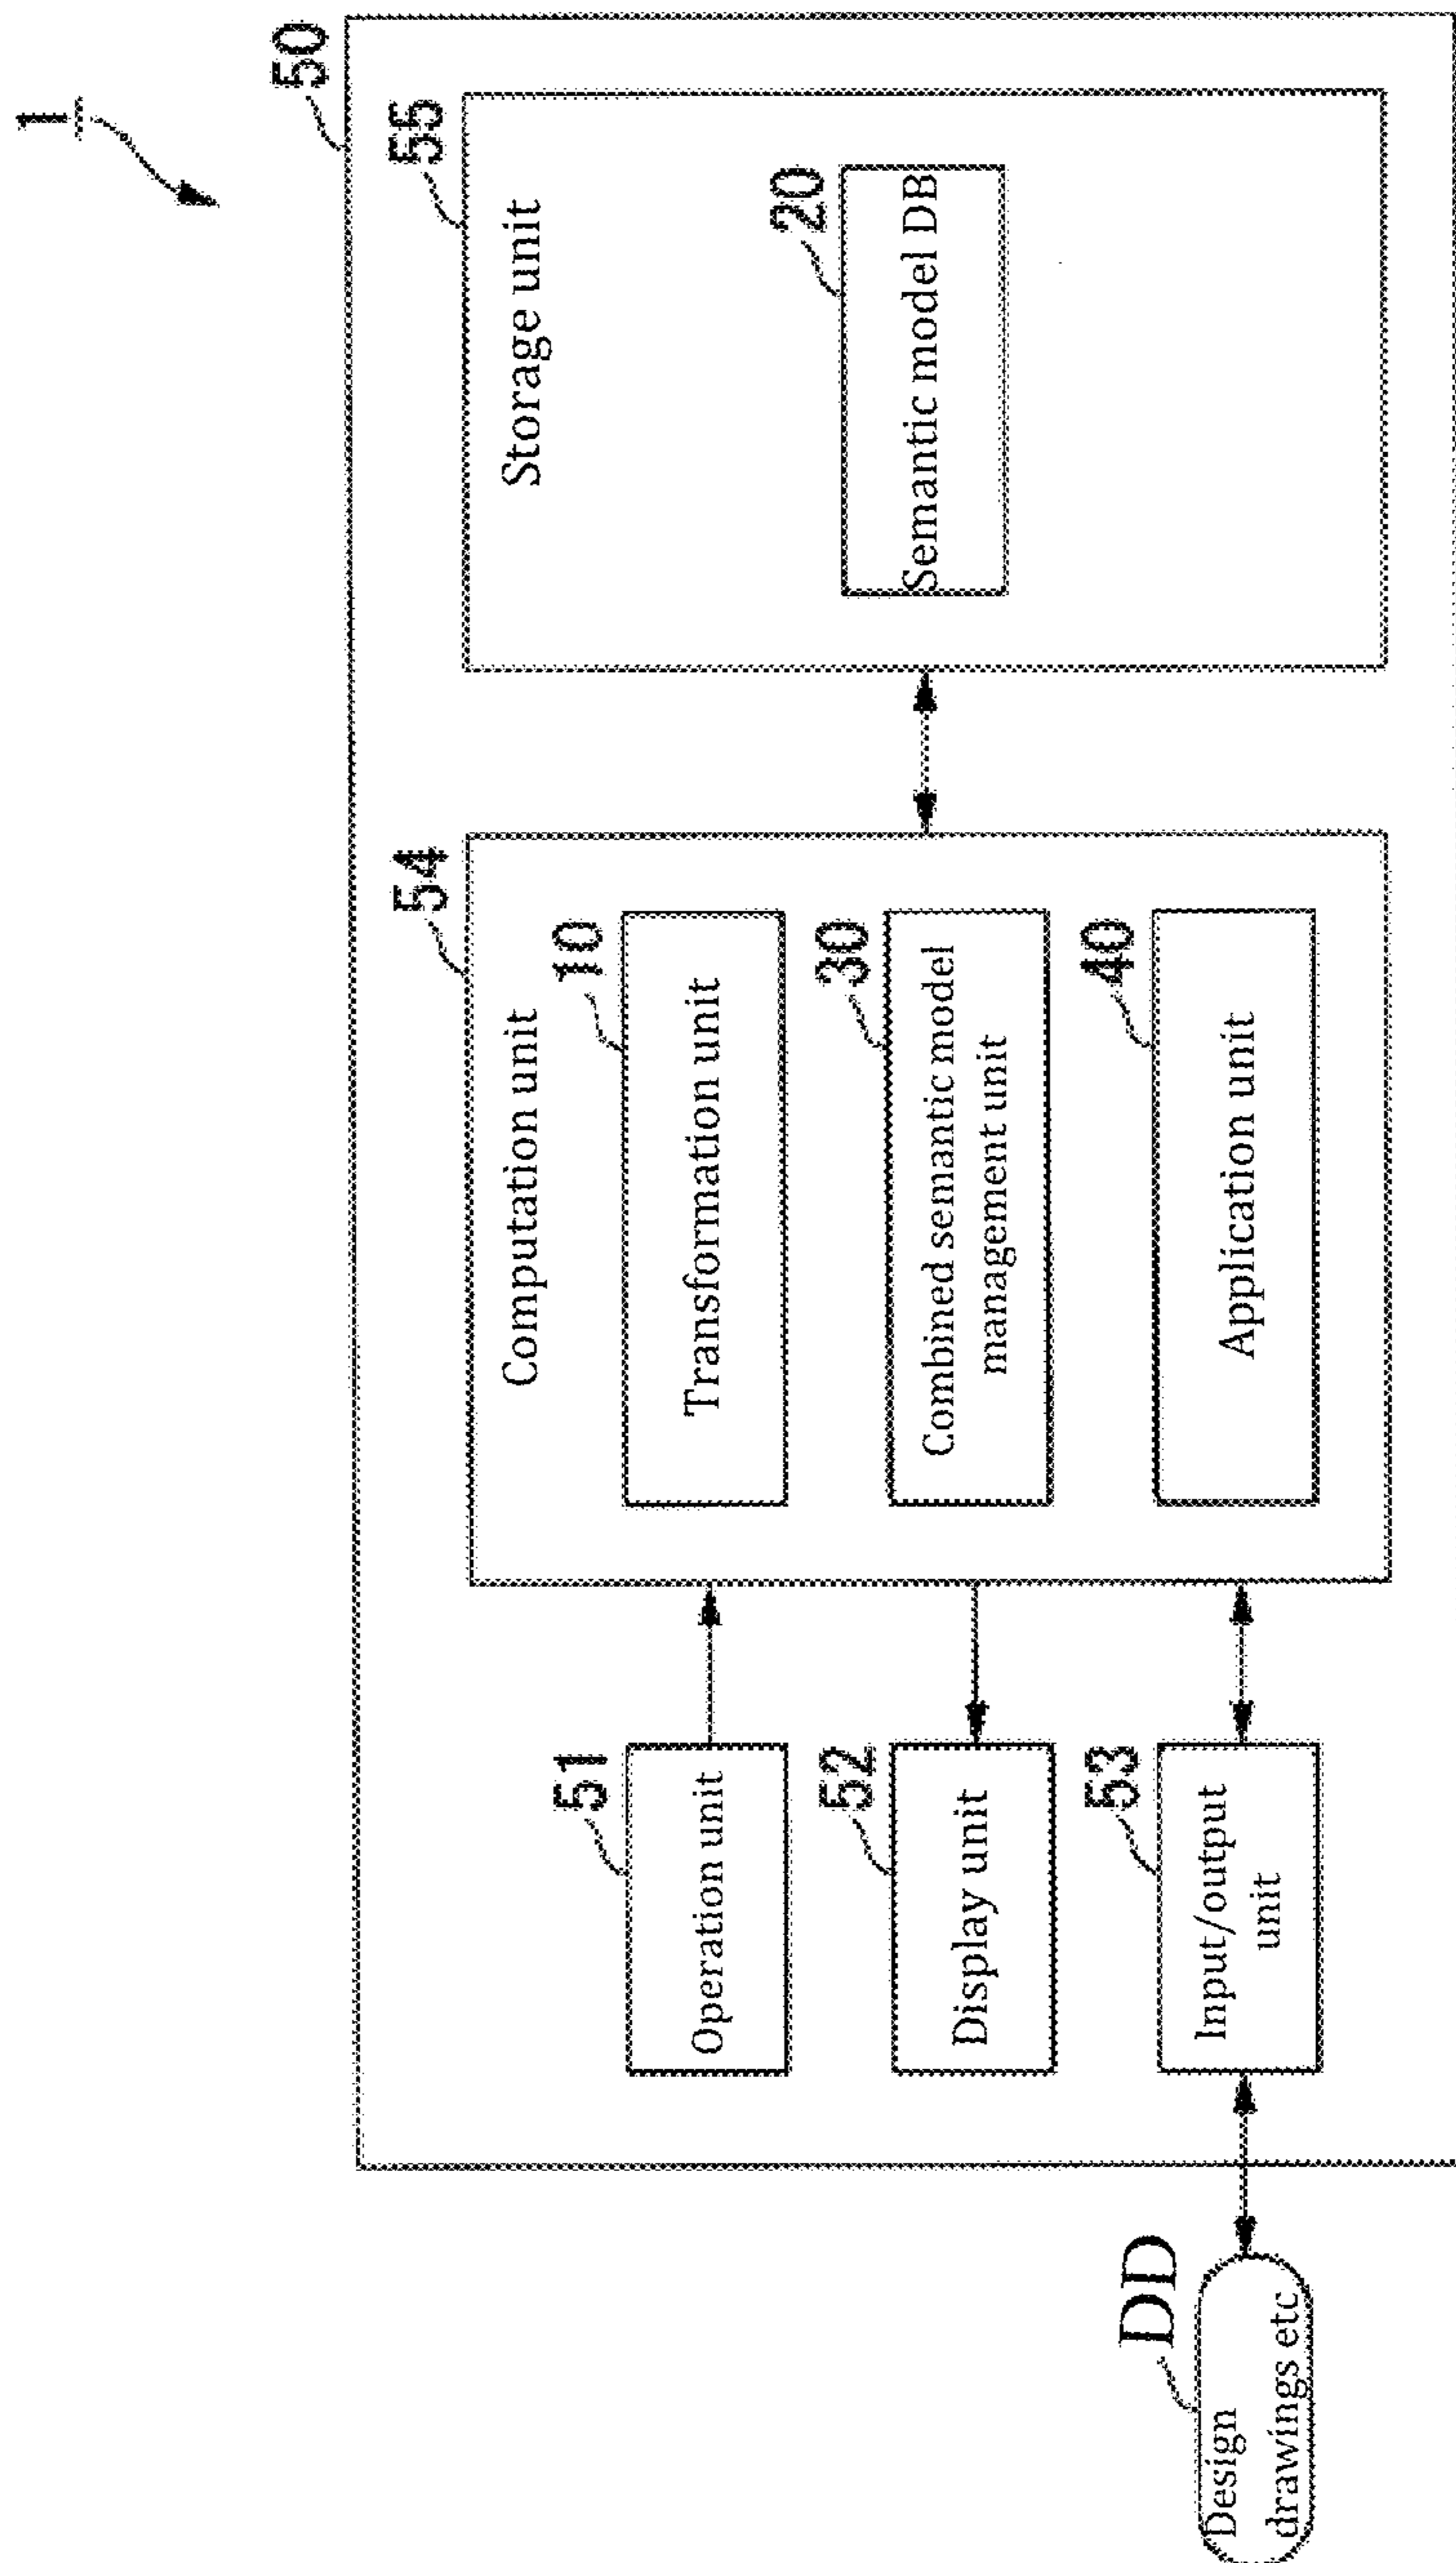 1
50
54
Computation unit
55
Storage unit
51
Operation unit
10
Transformation unit
20
Semantic model DB
52
Display unit
30
Combined semantic model
management unit
DD
Design
drawings etc
53
Input/output
unit
40
Application unit